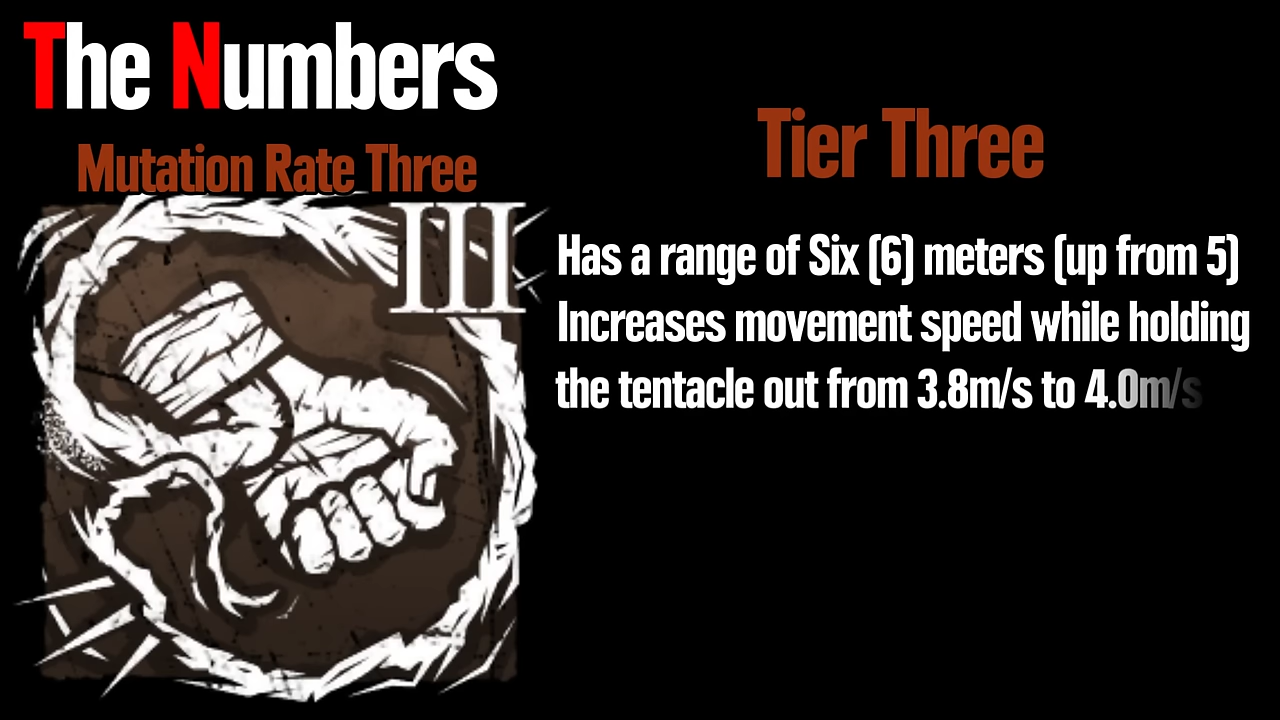 The Numbers
Mutation Rate Three
III
Tier Three
Has a range of Six (6) meters (up from 5)
Increases movement speed while holding
the tentacle out from 3.8m/s to 4.0m/s